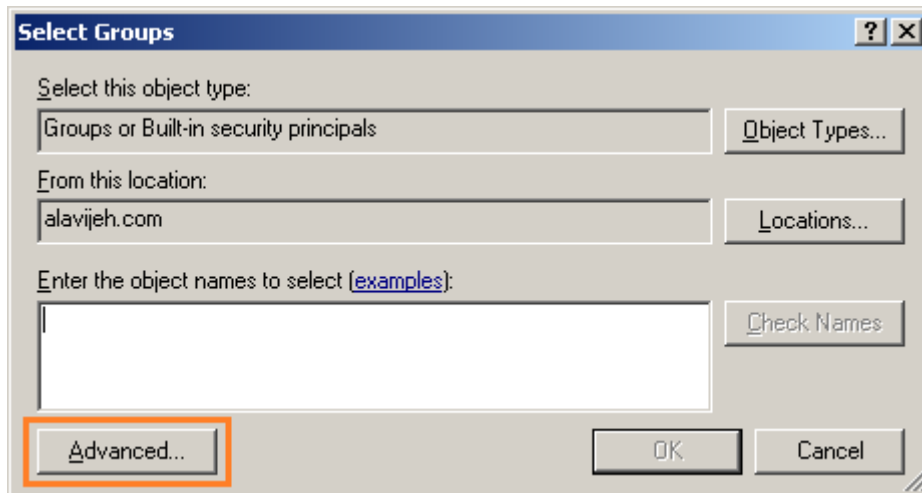 Select Groups
Select this object type:
Groups or Built-in security principals
Object Types...
From this location:
alavijeh.com
Locations...
Enter the object names to select (examples):
Check Names
Advanced...
OK
Cancel